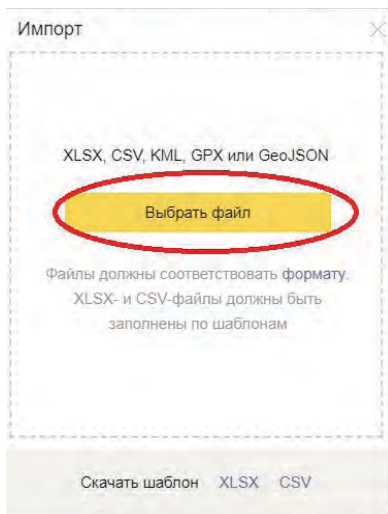 Импорт
XLSX, CSV, KML, GPX или GeoJSON
Выбрать файл
Файлы должны соответствовать формату.
XLSX- и CSV-файлы должны быть
заполнены по шаблонам
Скачать шаблон XLSX CSV